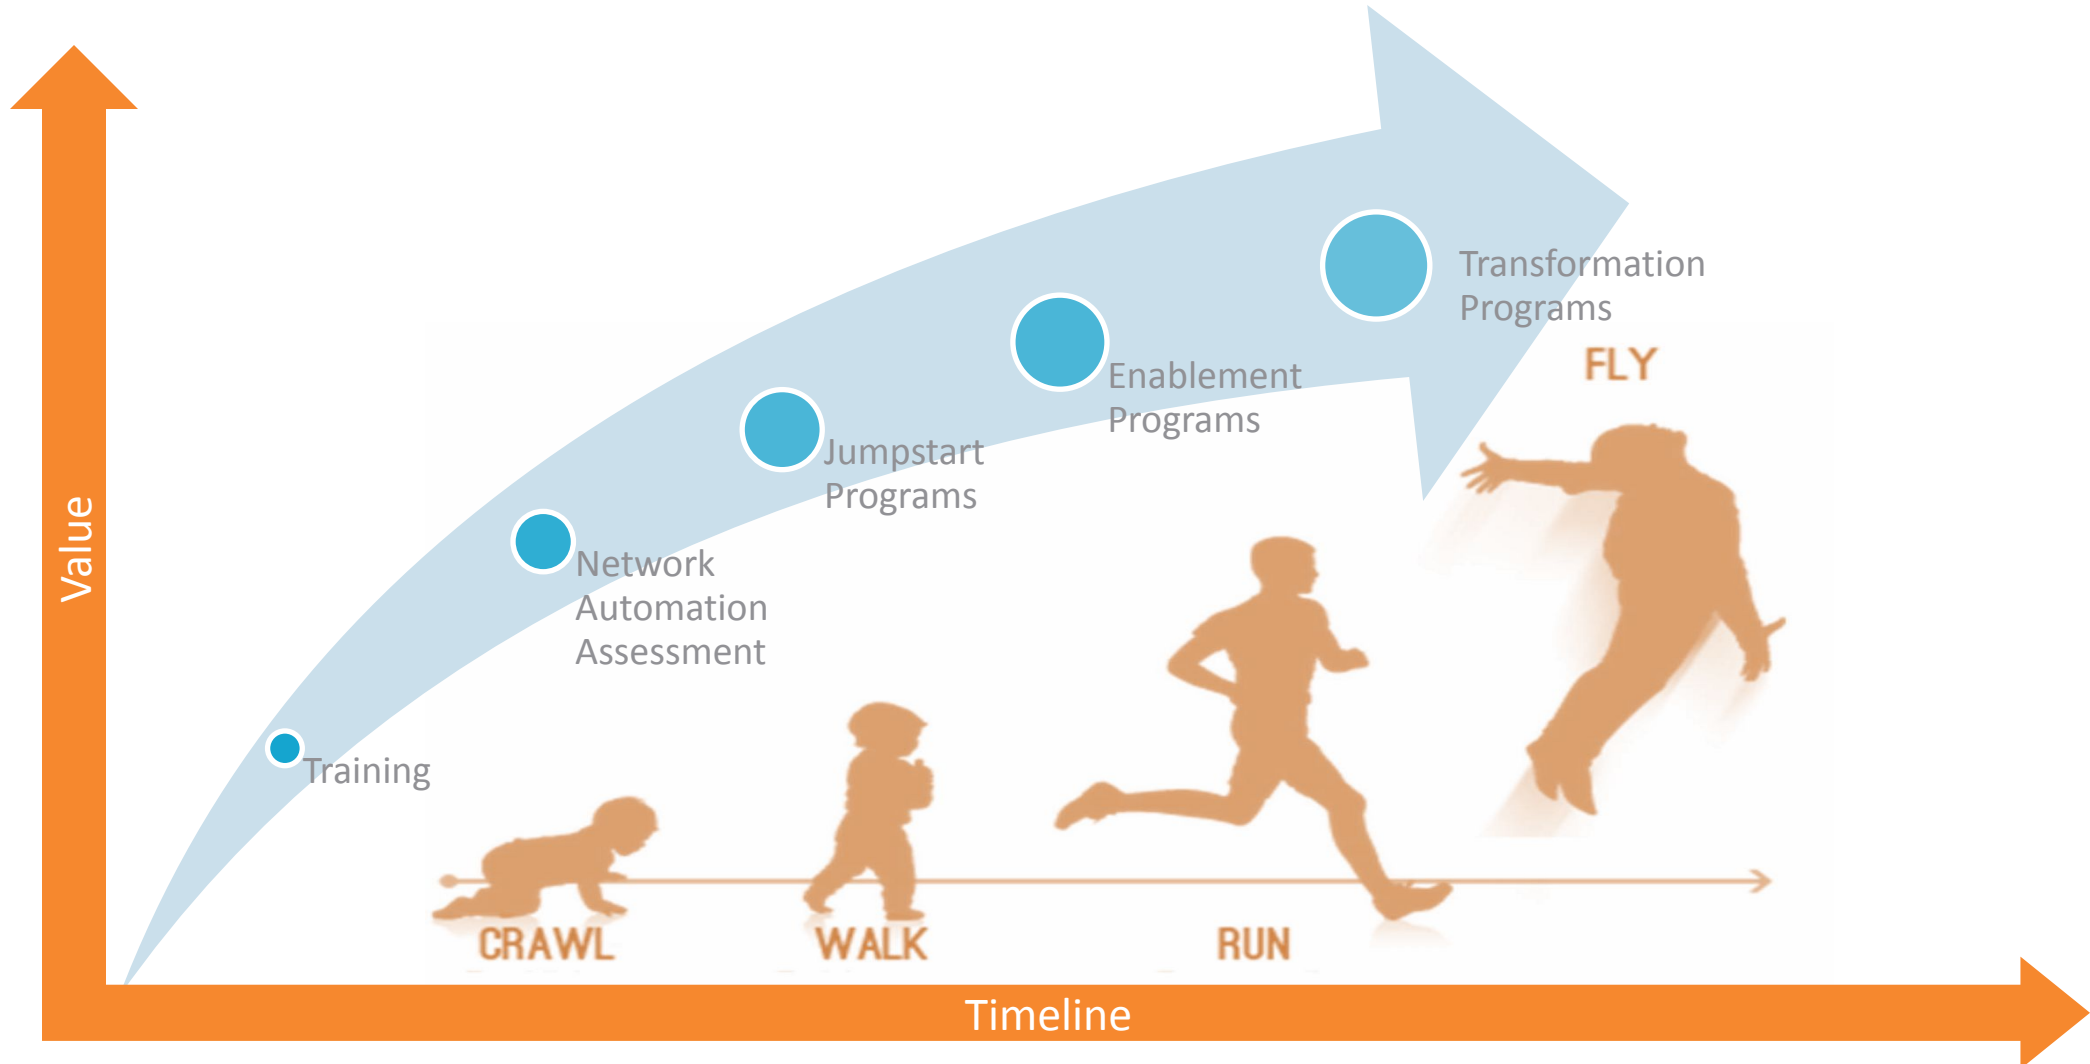 Value
Training
Network
Automation
Assessment
Jumpstart
Programs
Enablement
Programs
Transformation
Programs
CRAWL
WALK
RUN
FLY
Timeline